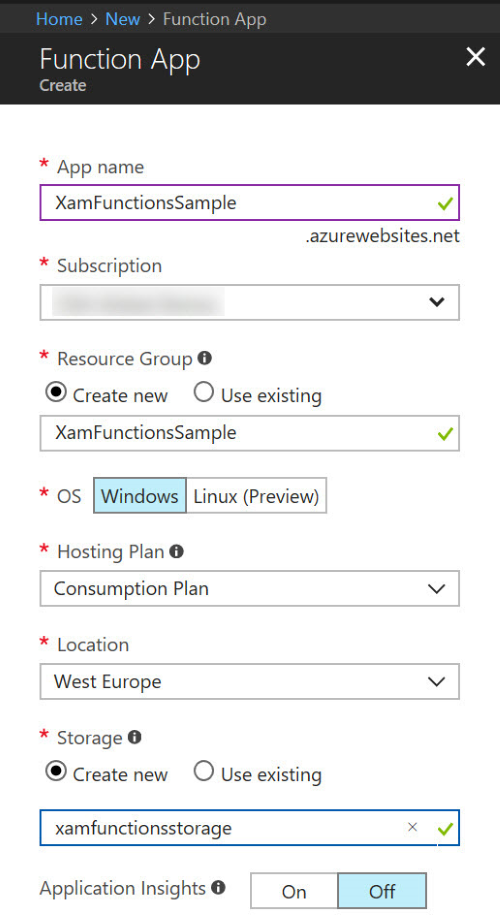 Home > New > Function App
Function App
Create
* App name
XamFunctionsSample
.azurewebsites.net
* Subscription
* Resource Group
Create new Use existing
XamFunctionsSample
* OS Windows Linux (Preview)
* Hosting Plan
Consumption Plan
* Location
West Europe
* Storage
Create new Use existing
xamfunctionsstorage
Application Insights On Off